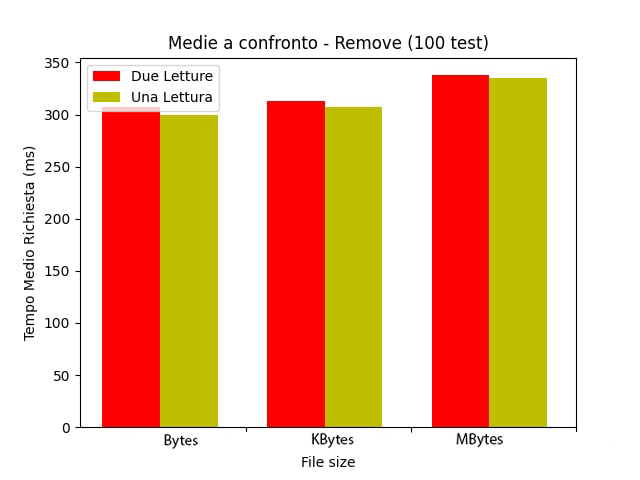 Medie a confronto - Remove (100 test)
Due Letture
Una Lettura
Tempo Medio Richiesta (ms)
350
300
250
200
150
100
50
0
Bytes KBytes MBytes
File size